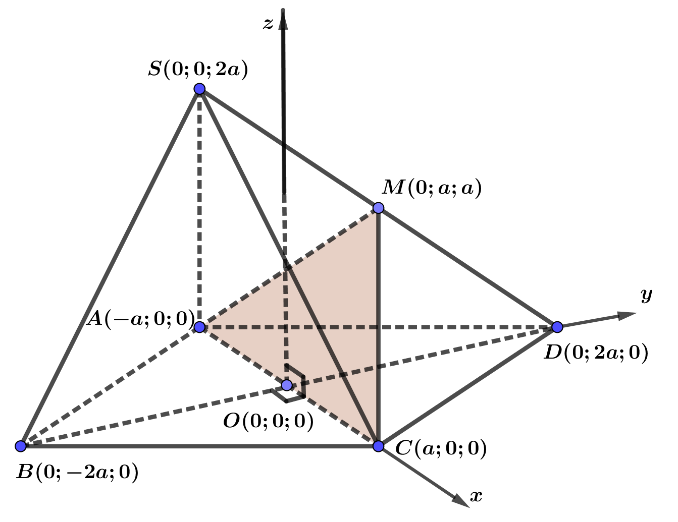 z
S(0; 0; 2a)
M(0; a; a)
y
A(−a; 0; 0)
D(0; 2a; 0)
O(0; 0; 0)
C(a; 0; 0)
B(0; −2a; 0)
x